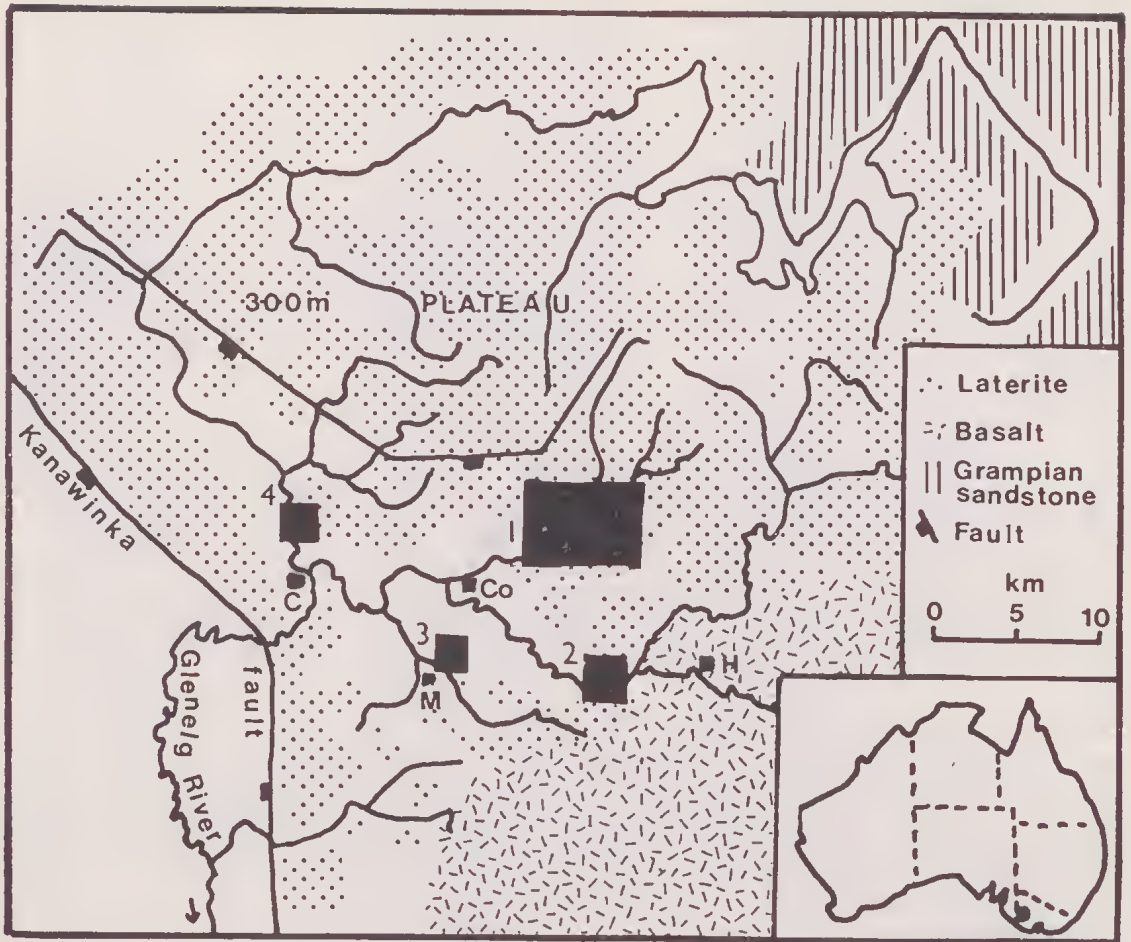 300m PLATEAU
Kanawinka
fault
Glenelg River
4
C
1
Co
3
M
2
H
Laterite
Basalt
Grampian
sandstone
Fault
km
0 5 10